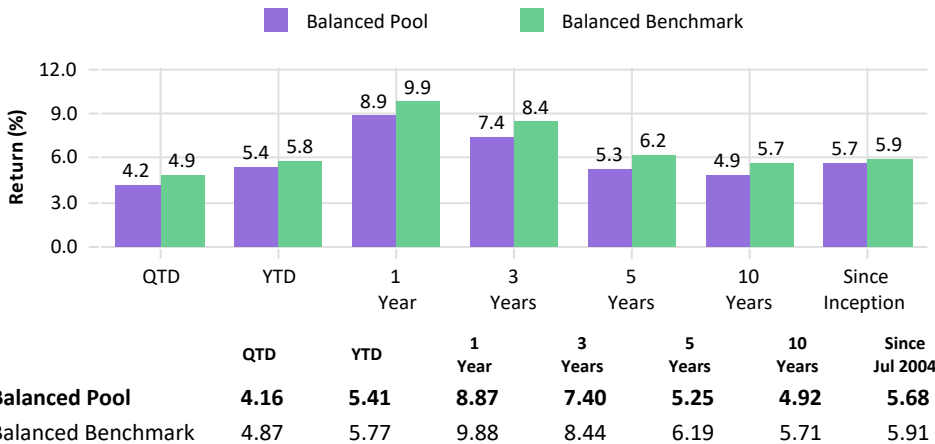 Balanced Pool Balanced Benchmark
Return (%)
12.0
9.0
6.0
3.0
0.0
4.2 4.9 5.4 5.8 8.9 9.9 7.4 8.4 5.3 6.2 4.9 5.7 5.7 5.9
QTD YTD 1 3 5 10 Since
Year Years Years Years Inception
QTD YTD 1 3 5 10 Since
Year Years Years Years Jul 2004
Balanced Pool 4.16 5.41 8.87 7.40 5.25 4.92 5.68
Balanced Benchmark 4.87 5.77 9.88 8.44 6.19 5.71 5.91